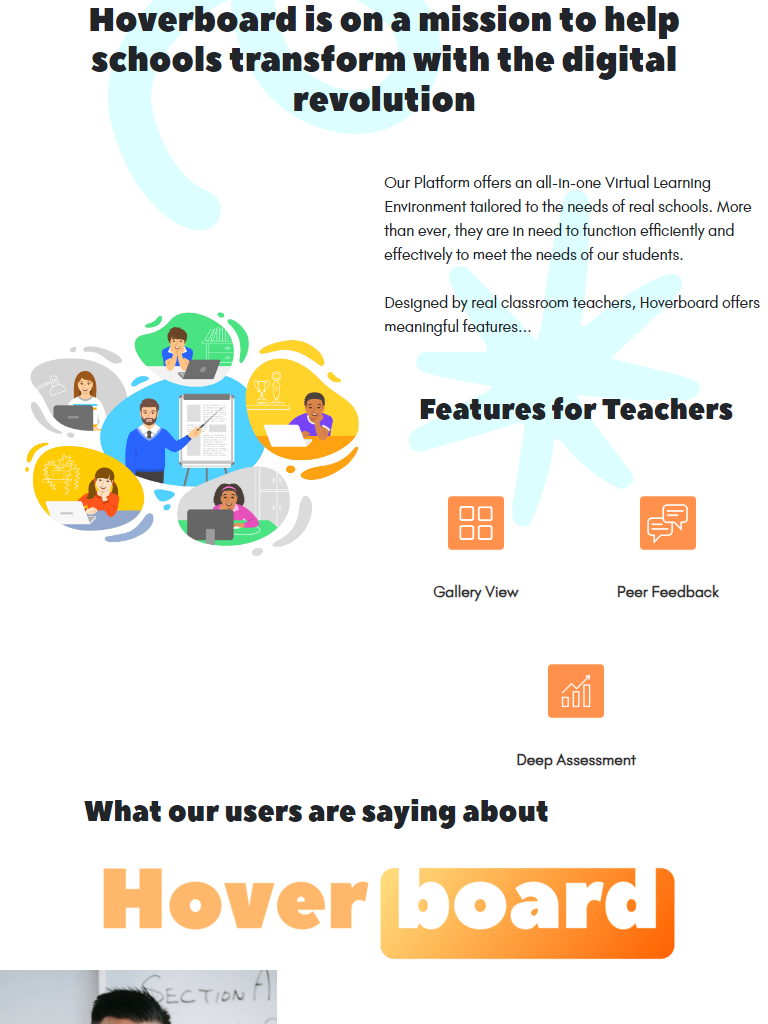 Hoverboard is on a mission to help
schools transform with the digital
revolution
Our Platform offers an all-in-one Virtual Learning
Environment tailored to the needs of real schools. More
than ever, they are in need to function efficiently and
effectively to meet the needs of our students.
Designed by real classroom teachers, Hoverboard offers
meaningful features...
Features for Teachers
Gallery View
Peer Feedback
Deep Assessment
What our users are saying about
Hoverboard
SECTION A